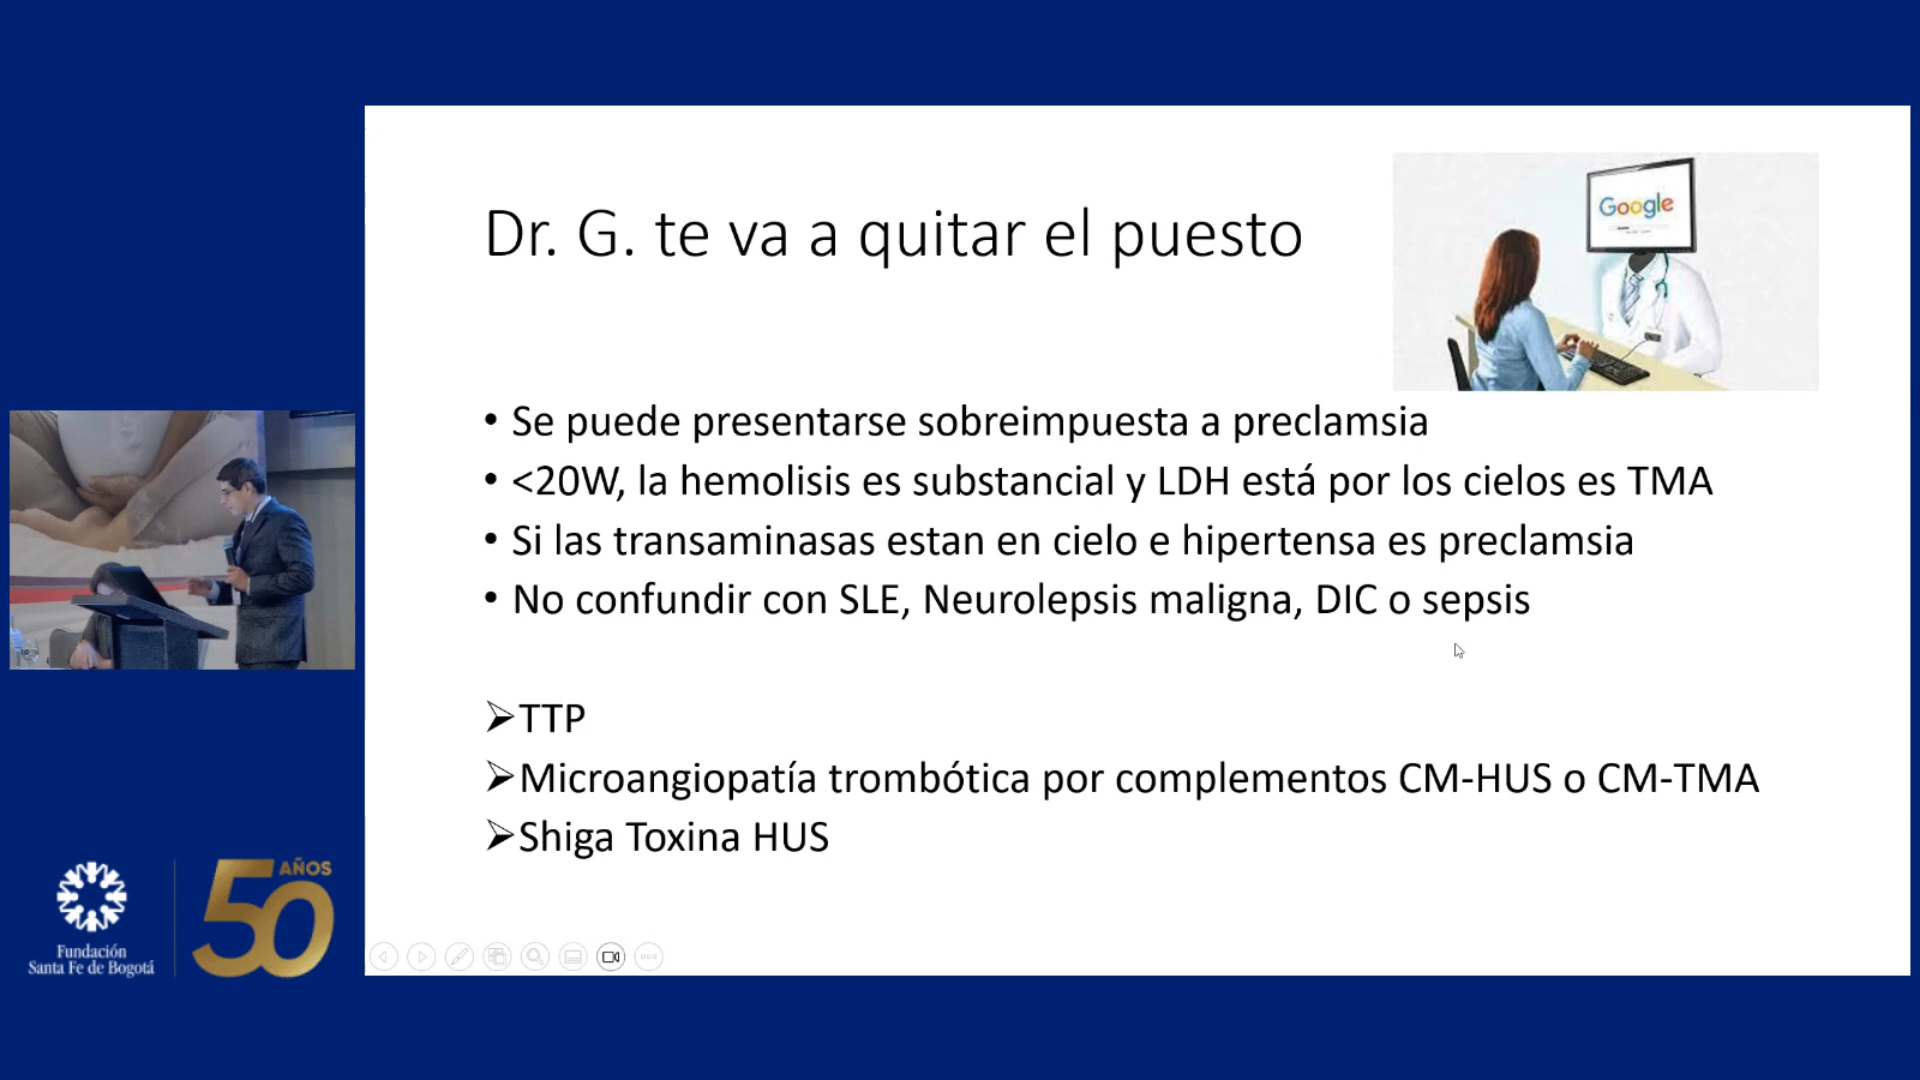 Dr. G. te va a quitar el puesto
Google
• Se puede presentarse sobreimpuesta a preclamsia
• <20W, la hemolisis es substancial y LDH está por los cielos es TMA
• Si las transaminasas estan en cielo e hipertensa es preclamsia
• No confundir con SLE, Neurolepsis maligna, DIC o sepsis
➢TTP
➢Microangiopatía trombótica por complementos CM-HUS o CM-TMA
➢Shiga Toxina HUS
Fundación
Santa Fe de Bogotá
50 AÑOS